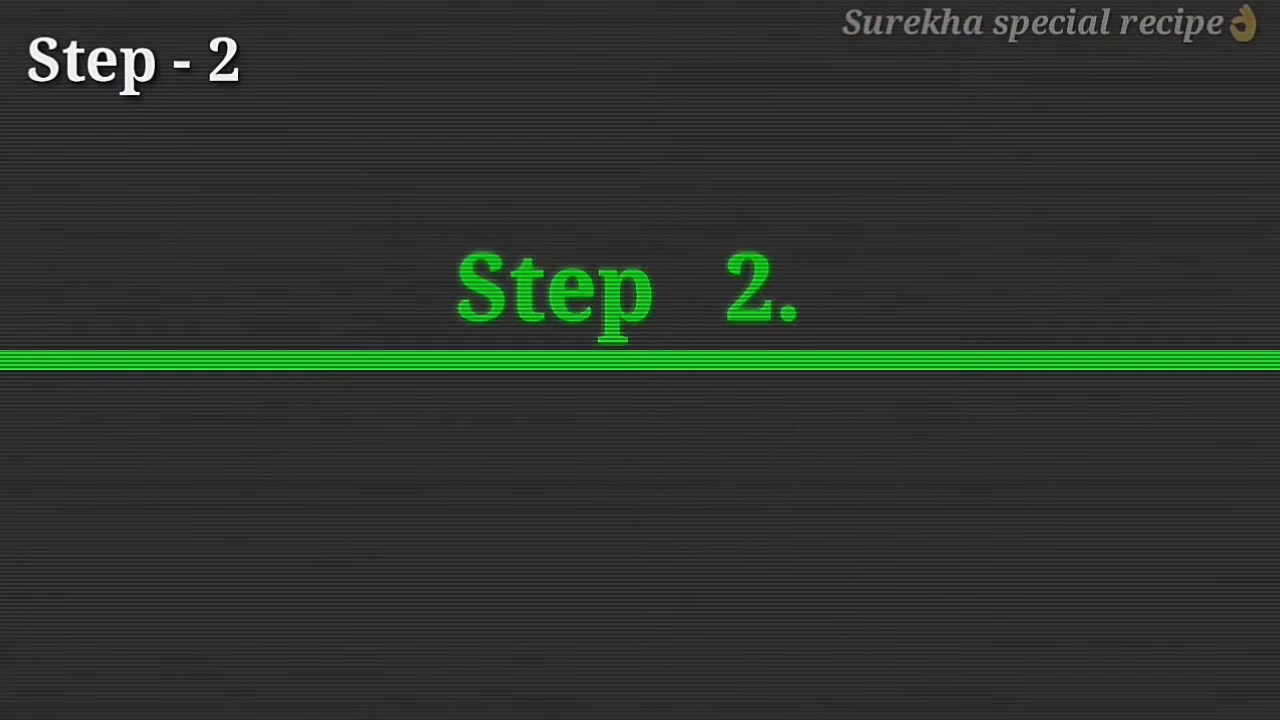 Surekha special recipe👌
Step - 2
Step 2.